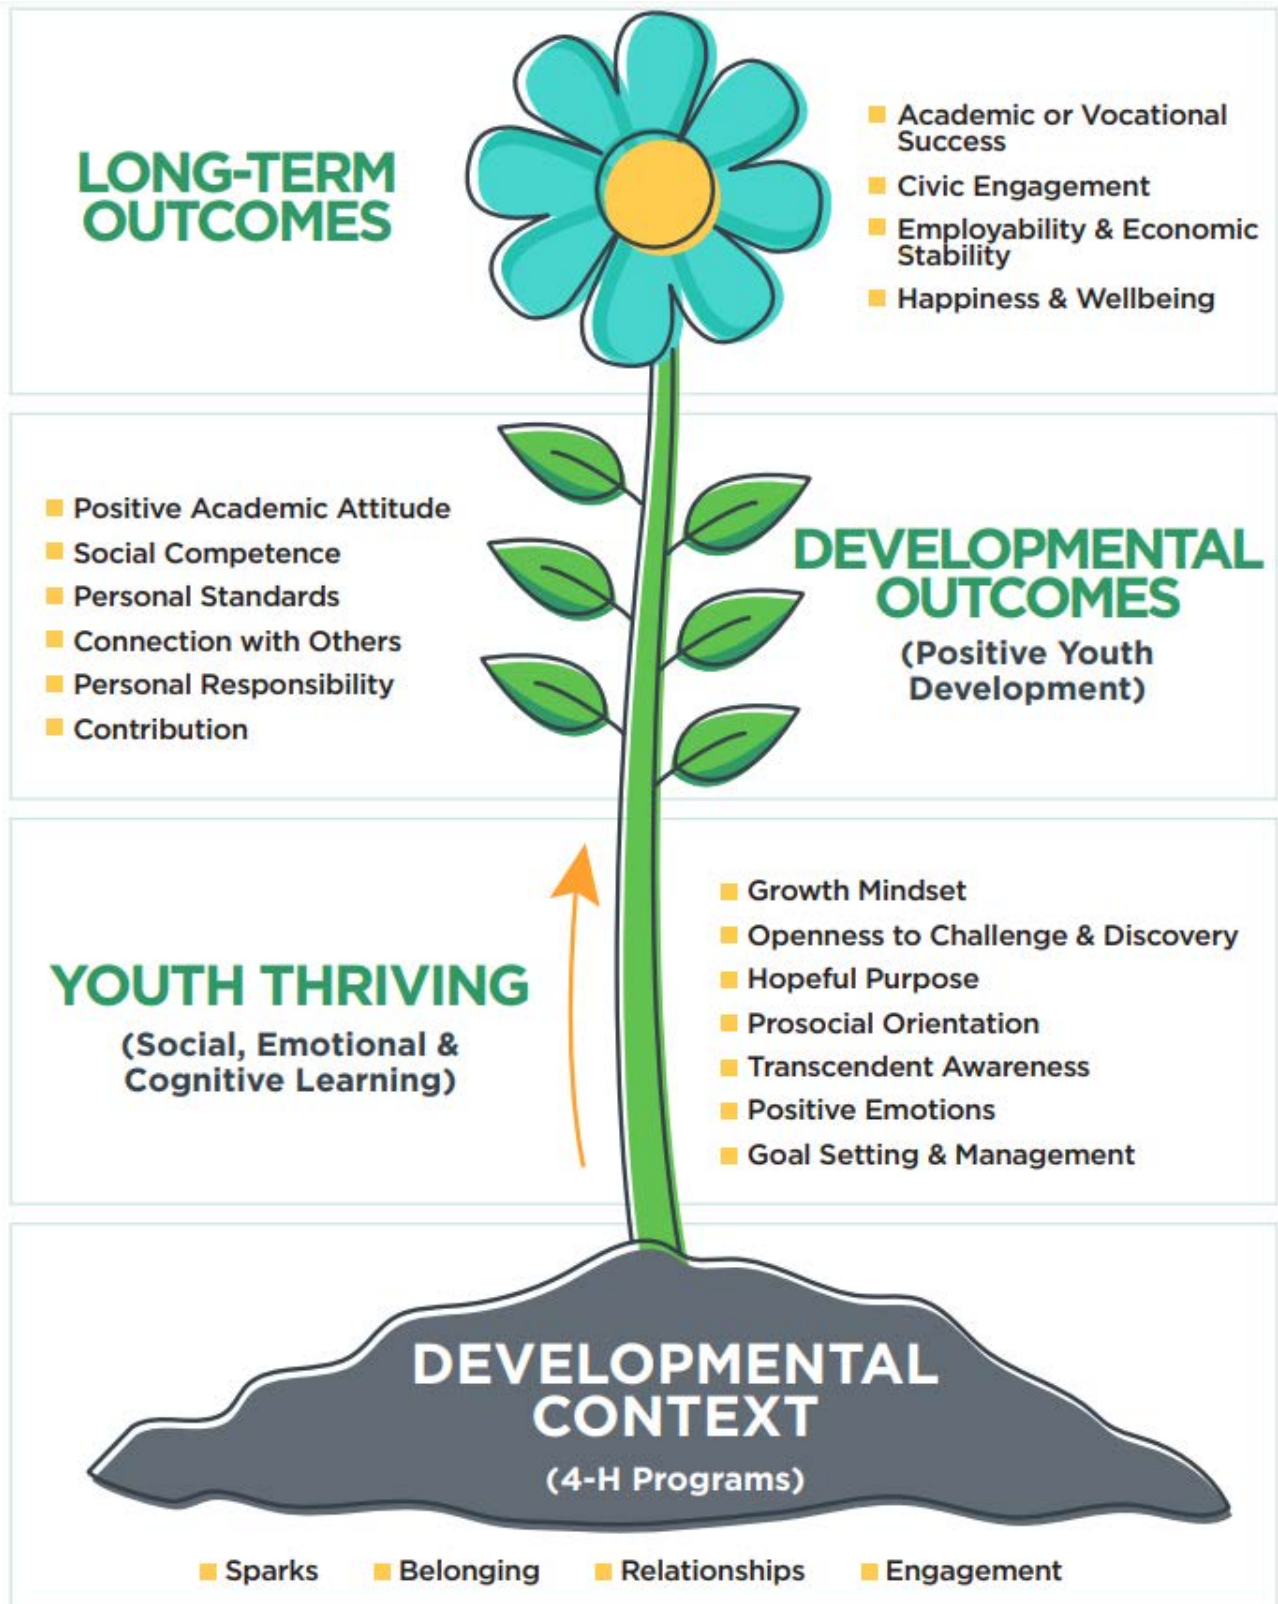 LONG-TERM
OUTCOMES
Academic or Vocational
Success
Civic Engagement
Employability & Economic
Stability
Happiness & Wellbeing
Positive Academic Attitude
Social Competence
Personal Standards
Connection with Others
Personal Responsibility
Contribution
DEVELOPMENTAL
OUTCOMES
(Positive Youth
Development)
YOUTH THRIVING
(Social, Emotional &
Cognitive Learning)
Growth Mindset
Openness to Challenge & Discovery
Hopeful Purpose
Prosocial Orientation
Transcendent Awareness
Positive Emotions
Goal Setting & Management
DEVELOPMENTAL
CONTEXT
(4-H Programs)
Sparks Belonging Relationships Engagement